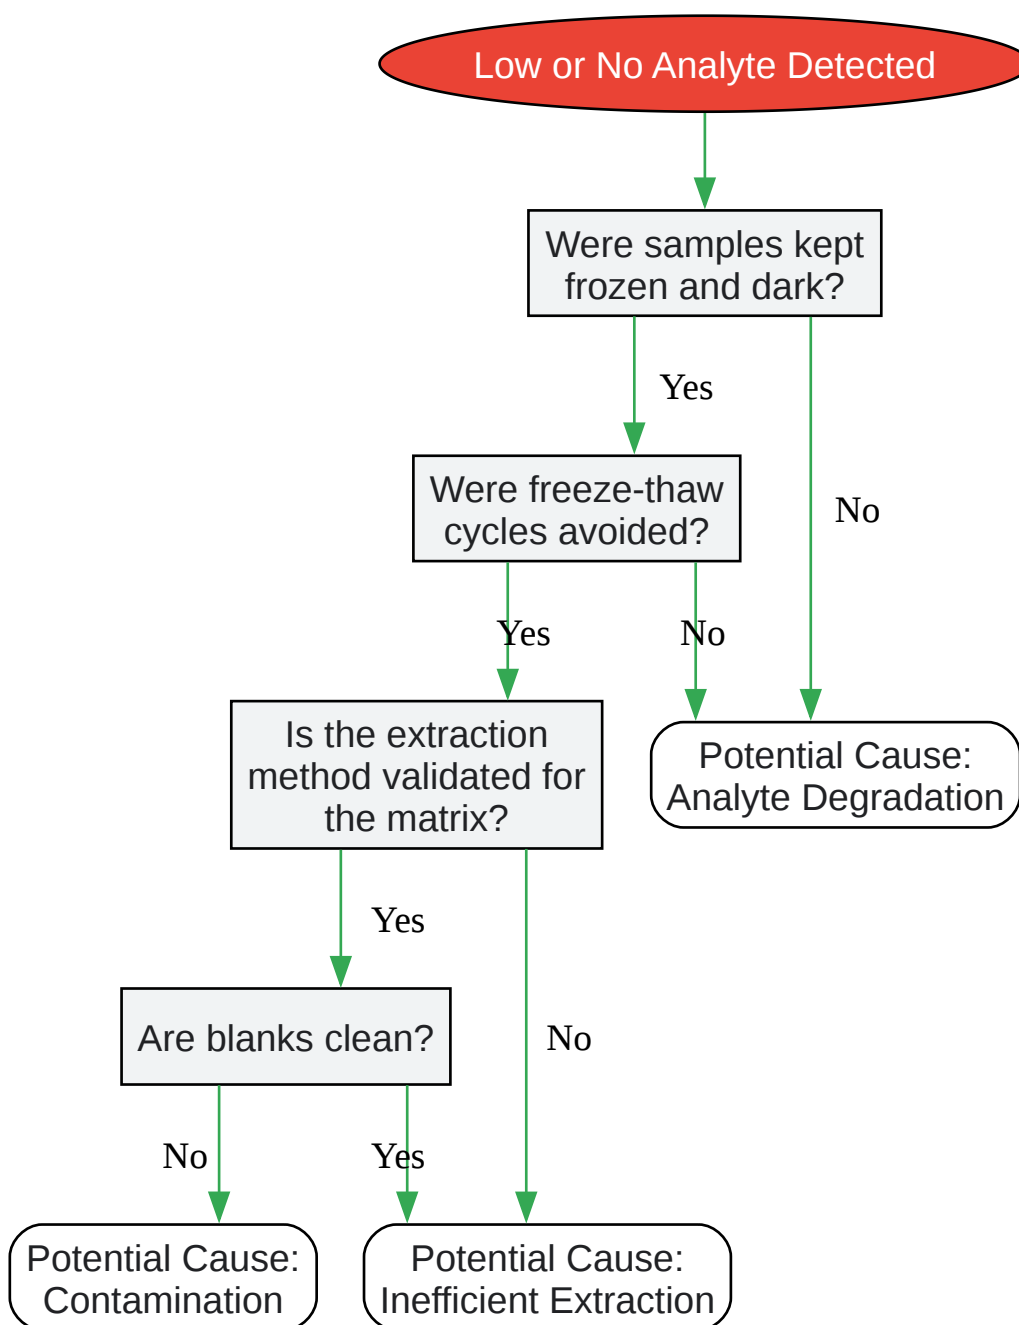 Low or No Analyte Detected
Were samples kept
frozen and dark?
Yes
No
Were freeze-thaw
cycles avoided?
Yes
No
Is the extraction
method validated for
the matrix?
Potential Cause:
Analyte Degradation
Yes
No
Are blanks clean?
No
Yes
Potential Cause:
Contamination
Potential Cause:
Inefficient Extraction